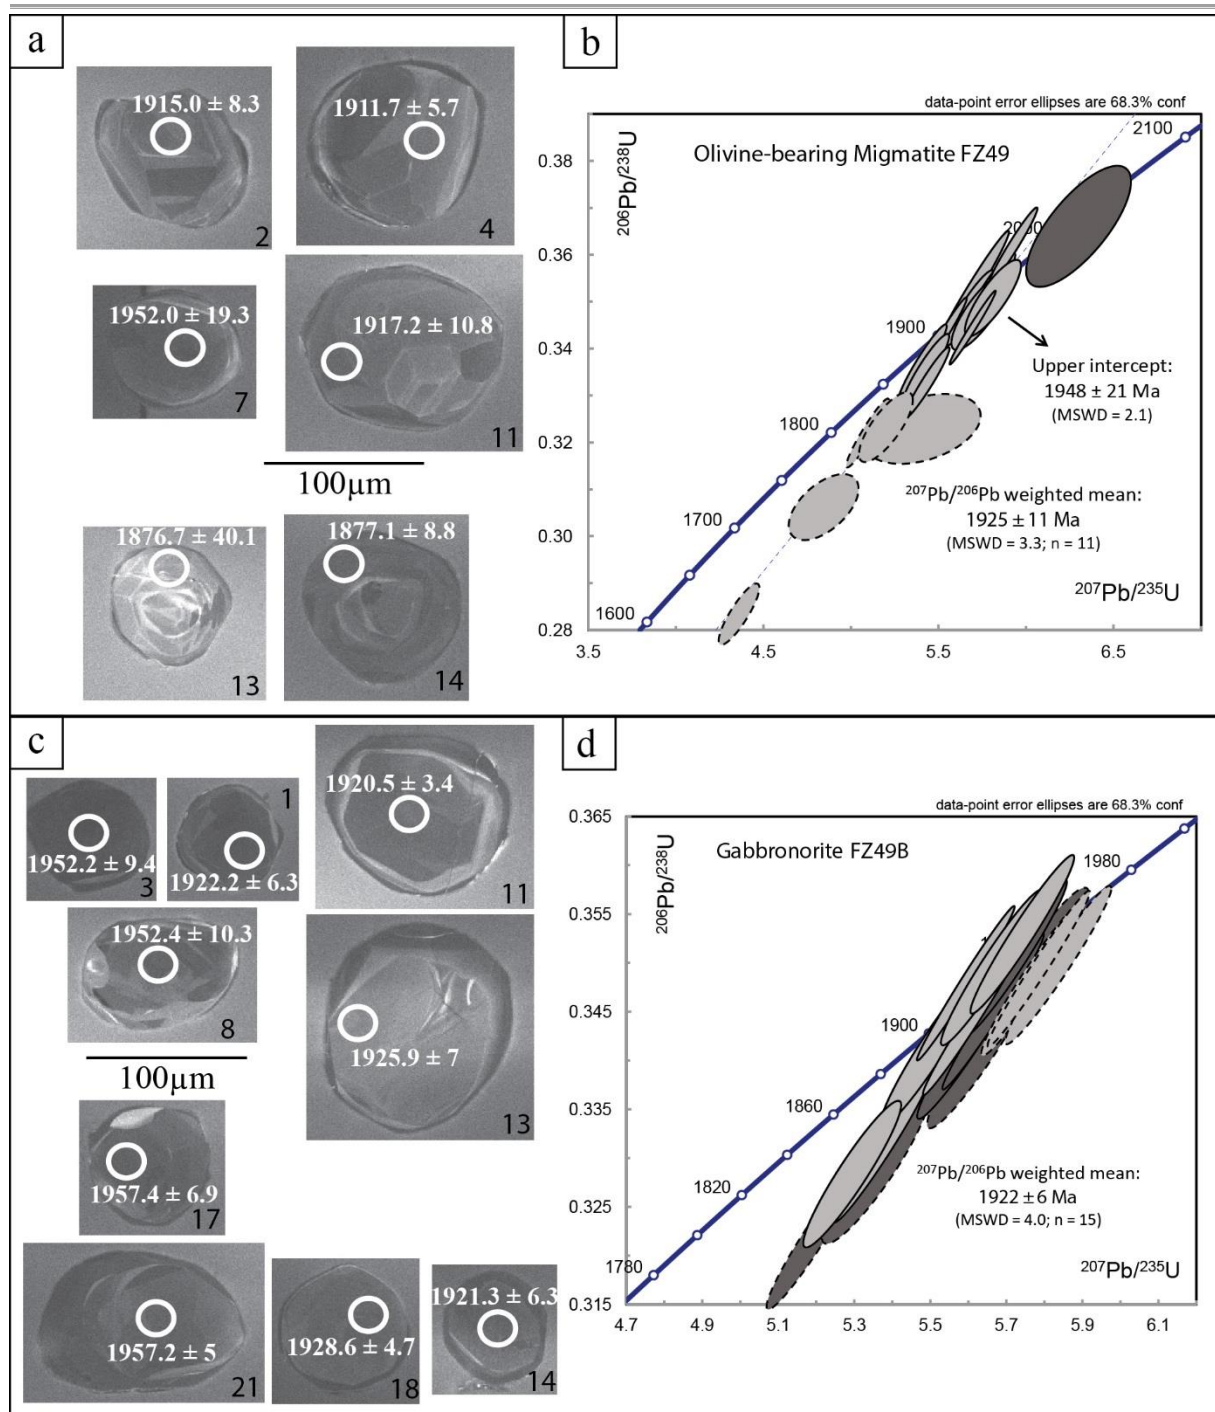 a
1915.0 ± 8.3
2
1911.7 ± 5.7
4
1952.0 ± 19.3
7
1917.2 ± 10.8
11
100µm
1876.7 ± 40.1
13
1877.1 ± 8.8
14
b
data-point error ellipses are 68.3% conf
Olivine-bearing Migmatite FZ49
²⁰⁶Pb/²³⁸U
0.38
0.36
0.34
0.32
0.30
0.28
2100
1900
1800
1700
1600
Upper intercept:
1948 ± 21 Ma
(MSWD = 2.1)
²⁰⁷Pb/²⁰⁶Pb weighted mean:
1925 ± 11 Ma
(MSWD = 3.3; n = 11)
²⁰⁷Pb/²³⁵U
3.5 4.5 5.5 6.5
c
1952.2 ± 9.4
3
1
1922.2 ± 6.3
1920.5 ± 3.4
11
1952.4 ± 10.3
8
100µm
1925.9 ± 7
13
1957.4 ± 6.9
17
1957.2 ± 5
21
1928.6 ± 4.7
18
1921.3 ± 6.3
14
d
data-point error ellipses are 68.3% conf
Gabbronorite FZ49B
²⁰⁶Pb/²³⁸U
0.365
0.355
0.345
0.335
0.325
0.315
1980
1900
1860
1820
1780
²⁰⁷Pb/²⁰⁶Pb weighted mean:
1922 ± 6 Ma
(MSWD = 4.0; n = 15)
²⁰⁷Pb/²³⁵U
4.7 4.9 5.1 5.3 5.5 5.7 5.9 6.1